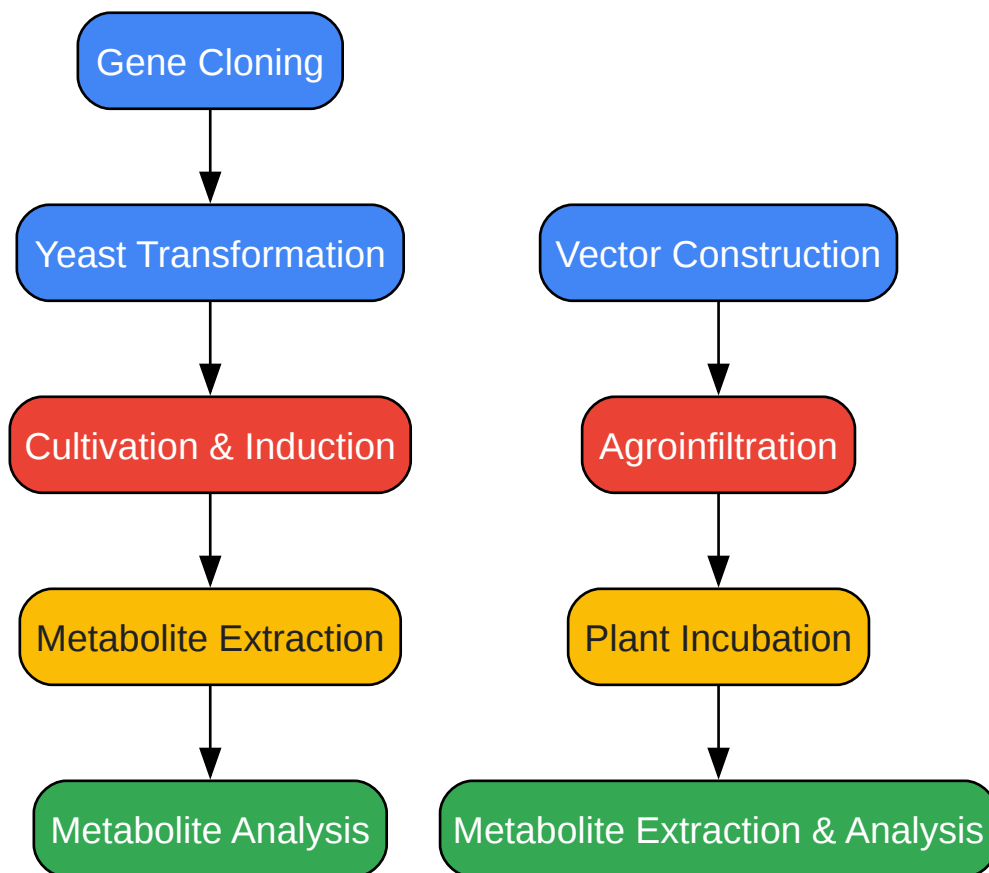 Gene Cloning
Yeast Transformation
Vector Construction
Cultivation & Induction
Agroinfiltration
Metabolite Extraction
Plant Incubation
Metabolite Analysis
Metabolite Extraction & Analysis